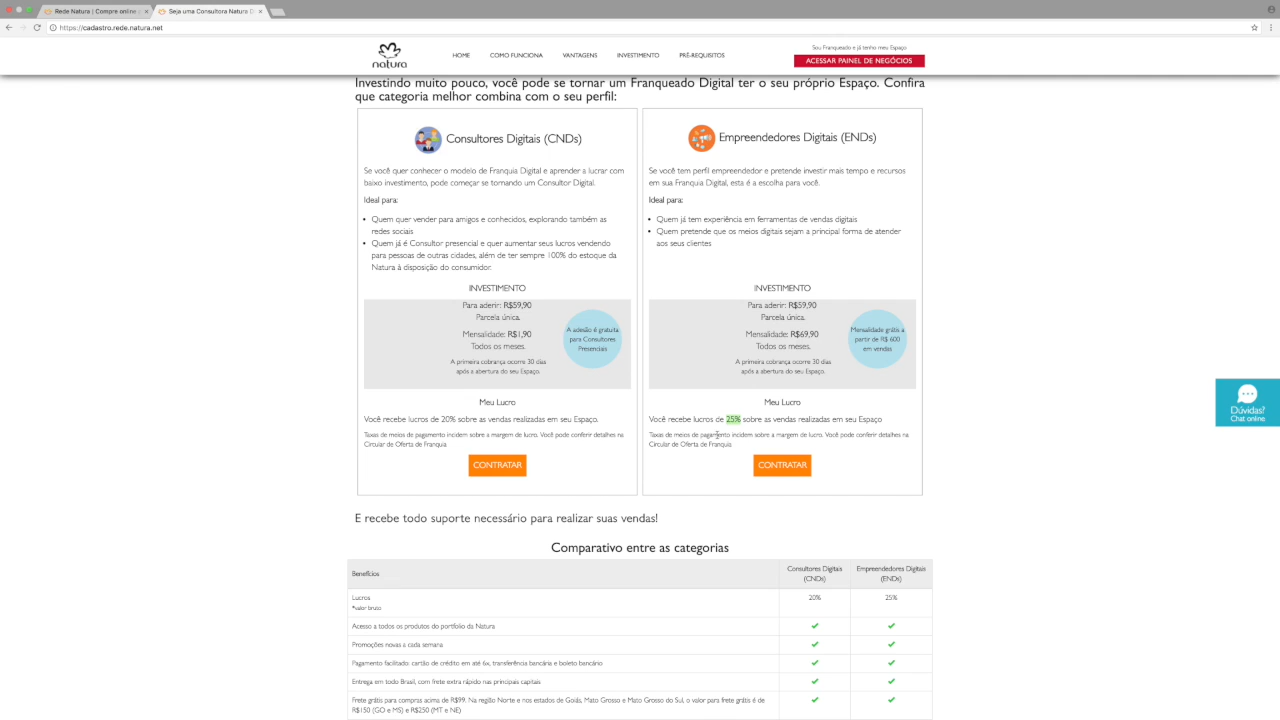 Rede Natura | Compre online c
Seja uma Consultora Natura D
https://cadastro.rede.natura.net
natura
HOME
COMO FUNCIONA
VANTAGENS
INVESTIMENTO
PRÉ-REQUISITOS
Sou Franqueado e já tenho meu Espaço
ACESSAR PAINEL DE NEGÓCIOS
Investindo muito pouco, você pode se tornar um Franqueado Digital ter o seu próprio Espaço. Confira
que categoria melhor combina com o seu perfil:
Consultores Digitais (CNDs)
Se você quer conhecer o modelo de Franquia Digital e aprender a lucrar com
baixo investimento, pode começar se tornando um Consultor Digital.
Ideal para:
• Quem quer vender para amigos e conhecidos, explorando também as
redes sociais
• Quem já é Consultor presencial e quer aumentar seus lucros vendendo
para pessoas de outras cidades, além de ter sempre 100% do estoque da
Natura à disposição do consumidor.
INVESTIMENTO
Para aderir: R$59,90
Parcela única.
Mensalidade: R$1,90
Todos os meses.
A primeira cobrança ocorre 30 dias
após a abertura do seu Espaço.
A adesão é gratuita
para Consultores
Presenciais
Meu Lucro
Você recebe lucros de 20% sobre as vendas realizadas em seu Espaço.
Taxas de meios de pagamento incidem sobre a margem de lucro. Você pode conferir detalhes na
Circular de Oferta de Franquia
CONTRATAR
Empreendedores Digitais (ENDs)
Se você tem perfil empreendedor e pretende investir mais tempo e recursos
em sua Franquia Digital, esta é a escolha para você.
Ideal para:
• Quem já tem experiência em ferramentas de vendas digitais
• Quem pretende que os meios digitais sejam a principal forma de atender
aos seus clientes
INVESTIMENTO
Para aderir: R$59,90
Parcela única.
Mensalidade: R$69,90
Todos os meses.
A primeira cobrança ocorre 30 dias
após a abertura do seu Espaço.
Mensalidade grátis a
partir de R$ 600
em vendas
Meu Lucro
Você recebe lucros de 25% sobre as vendas realizadas em seu Espaço
Taxas de meios de pagamento incidem sobre a margem de lucro. Você pode conferir detalhes na
Circular de Oferta de Franquia
CONTRATAR
Dúvidas?
Chat online
E recebe todo suporte necessário para realizar suas vendas!
Comparativo entre as categorias
Benefícios
Consultores Digitais
(CNDs)
Empreendedores Digitais
(ENDs)
Lucros
*valor bruto
20%
25%
Acesso a todos os produtos do portfolio da Natura
Promoções novas a cada semana
Pagamento facilitado: cartão de crédito em até 6x, transferência bancária e boleto bancário
Entrega em todo Brasil, com frete extra rápido nas principais capitais
Frete grátis para compras acima de R$99. Na região Norte e nos estados de Goiás, Mato Grosso e Mato Grosso do Sul, o valor para frete grátis é de
R$150 (GO e MS) e R$250 (MT e NE)